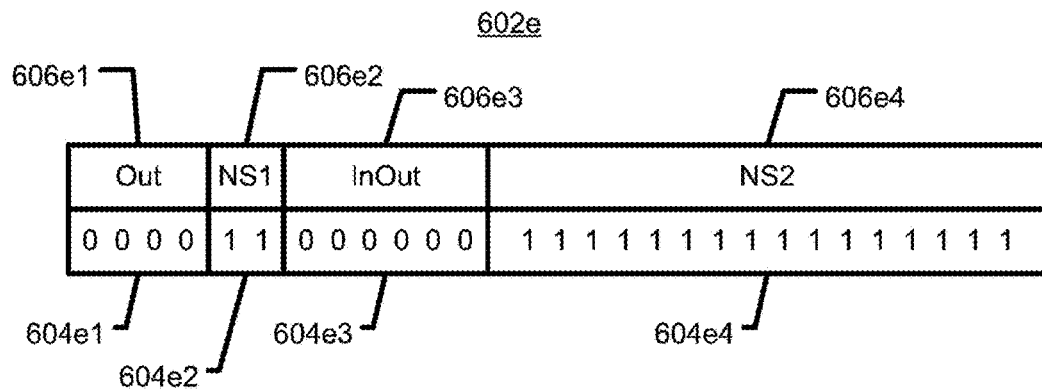 602e
606e1 606e2 606e3 606e4
Out NS1 InOut NS2
0 0 0 0 1 1 0 0 0 0 0 0 1 1 1 1 1 1 1 1 1 1 1 1 1 1 1 1
604e1 604e2 604e3 604e4